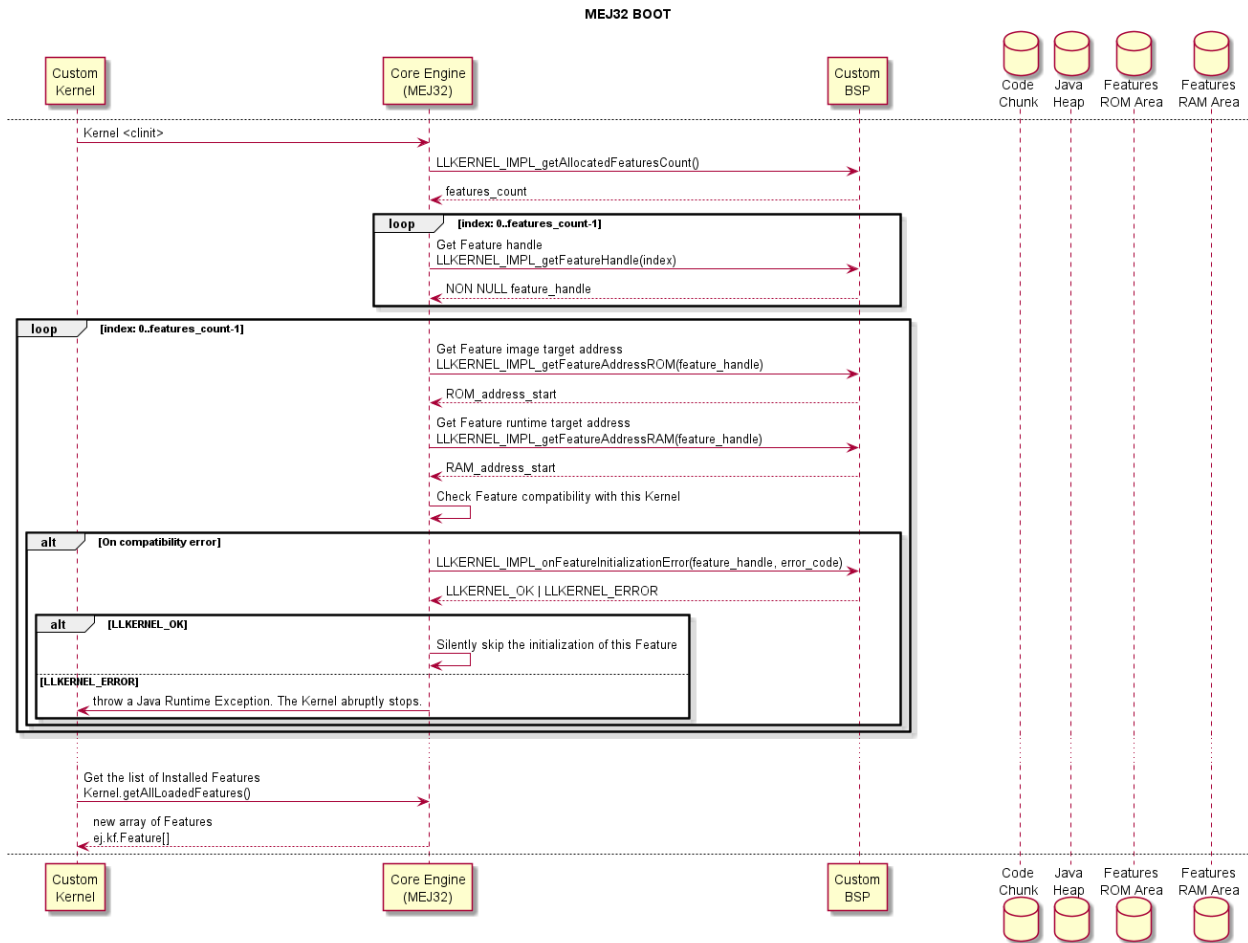 MEJ32 BOOT
Custom
Kernel
Core Engine
(MEJ32)
Custom
BSP
Code
Chunk
Java
Heap
Features
ROM Area
Features
RAM Area
Kernel <clinit>
LLKERNEL_IMPL_getAllocatedFeaturesCount()
features_count
loop [index: 0..features_count-1]
Get Feature handle
LLKERNEL_IMPL_getFeatureHandle(index)
NON NULL feature_handle
loop [index: 0..features_count-1]
Get Feature image target address
LLKERNEL_IMPL_getFeatureAddressROM(feature_handle)
ROM_address_start
Get Feature runtime target address
LLKERNEL_IMPL_getFeatureAddressRAM(feature_handle)
RAM_address_start
Check Feature compatibility with this Kernel
alt [On compatibility error]
LLKERNEL_IMPL_onFeatureInitializationError(feature_handle, error_code)
LLKERNEL_OK | LLKERNEL_ERROR
alt [LLKERNEL_OK]
Silently skip the initialization of this Feature
[LLKERNEL_ERROR]
throw a Java Runtime Exception. The Kernel abruptly stops.
Get the list of Installed Features
Kernel.getAllLoadedFeatures()
new array of Features
ej.kf.Feature[]
Custom
Kernel
Core Engine
(MEJ32)
Custom
BSP
Code
Chunk
Java
Heap
Features
ROM Area
Features
RAM Area